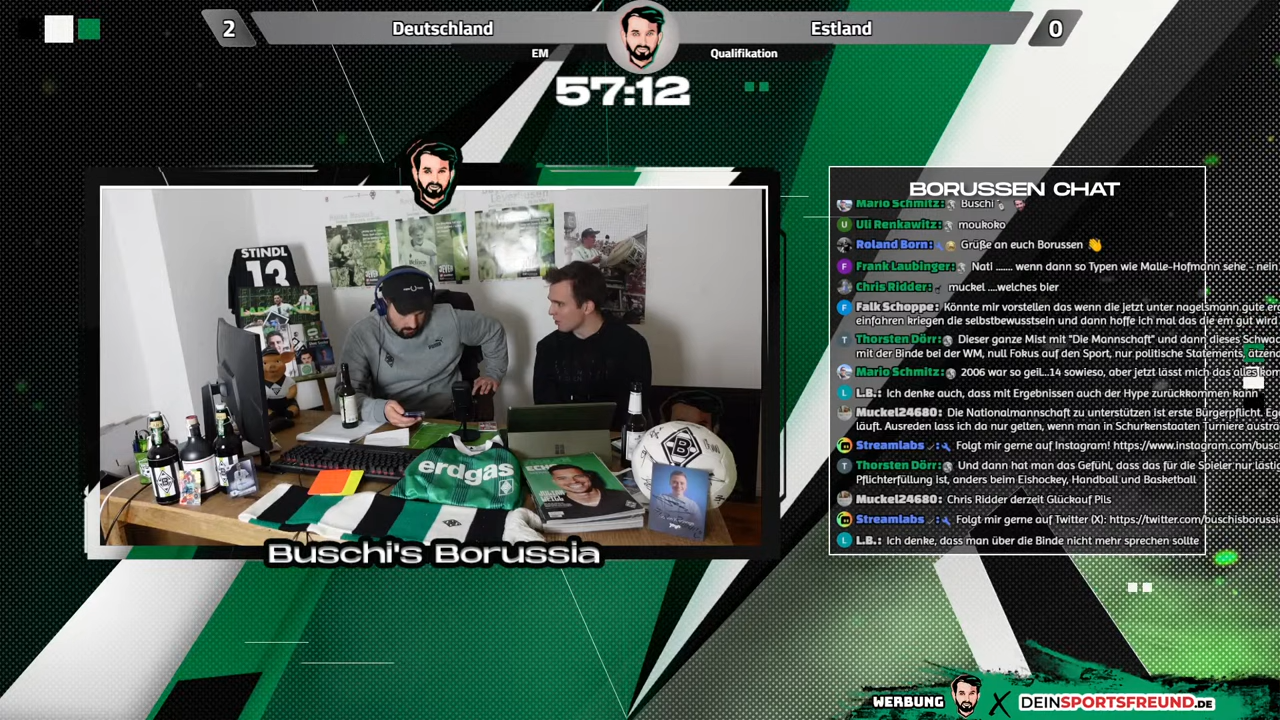 2
Deutschland
Estland
0
EM
Qualifikation
57:12
STINDL
13
erdgas
ECHO
Buschi's Borussia
BORUSSEN CHAT
Mario Schmitz: Buschi
Uli Renkawitz: moukoko
Roland Born: Grüße an euch Borussen
Frank Laubinger: Nati ....... wenn dann so Typen wie Malle-Hofmann sehe - nein
Chris Ridder: muckel ....welches bier
Falk Schoppe: Könnte mir vorstellen das wenn die jetzt unter nagelsmann gut
einfahren kriegen die selbstbewusstsein und dann hoffe ich mal das die em gut wird
Thorsten Dörr: Dieser ganze Mist mit "Die Mannschaft" und dann dieses
mit der Binde bei der WM, null Fokus auf den Sport, nur politische Statements,
Mario Schmitz: 2006 war so geil...14 sowieso, aber jetzt lässt mich das alles
L.B.: Ich denke auch, dass mit Ergebnissen auch der Hype zurückkommen kann
Muckel24680: Die Nationalmannschaft zu unterstützen ist erste Bürgerpflicht.
läuft. Ausreden lass ich da nur gelten, wenn man in Schurkenstaaten Turniere
Streamlabs: Folgt mir gerne auf Instagram! https://www.instagram.com/bus
Thorsten Dörr: Und dann hat man das Gefühl, dass das für die Spieler nur
Pflichterfüllung ist, anders beim Eishockey, Handball und Basketball
Muckel24680: Chris Ridder derzeit Glückauf Pils
Streamlabs: Folgt mir gerne auf Twitter (X): https://twitter.com/buschisboruss
L.B.: Ich denke, dass man über die Binde nicht mehr sprechen sollte
WERBUNG
X
DEINSPORTSFREUND.DE